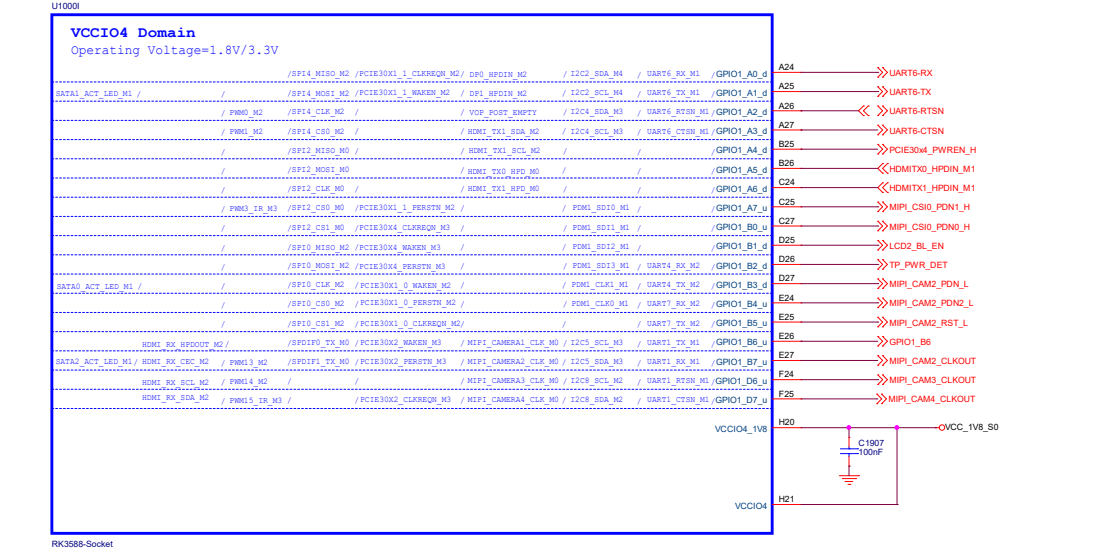 U1000I
VCCIO4 Domain
Operating Voltage=1.8V/3.3V
/SPI4_MISO_M2 /PCIE30X1_1_CLKREQN_M2/ DP0_HPDIN_M2 / I2C2_SDA_M4 / UART6_RX_M1 /GPIO1_A0_d A24 UART6-RX
SATA1_ACT_LED_M1 / / /SPI4_MOSI_M2 /PCIE30X1_1_WAKEN_M2 / DP1_HPDIN_M2 / I2C2_SCL_M4 / UART6_TX_M1 /GPIO1_A1_d A25 UART6-TX
/ PWM0_M2 /SPI4_CLK_M2 / / VOP_POST_EMPTY / I2C4_SDA_M3 / UART6_RTSN_M1 /GPIO1_A2_d A26 UART6-RTSN
/ PWM1_M2 /SPI4_CS0_M2 / / HDMI_TX1_SDA_M2 / I2C4_SCL_M3 / UART6_CTSN_M1 /GPIO1_A3_d A27 UART6-CTSN
/ /SPI2_MISO_M0 / / HDMI_TX1_SCL_M2 / / /GPIO1_A4_d B25 PCIE30x4_PWREN_H
/ /SPI2_MOSI_M0 / HDMI_TX0_HPD_M0 / / /GPIO1_A5_d B26 HDMITX0_HPDIN_M1
/ /SPI2_CLK_M0 / / HDMI_TX1_HPD_M0 / / /GPIO1_A6_d C24 HDMITX1_HPDIN_M1
/ PWM3_IR_M3 /SPI2_CS0_M0 /PCIE30X1_1_PERSTN_M2 / / PDM1_SDI0_M1 / /GPIO1_A7_u C25 MIPI_CSI0_PDN1_H
/ /SPI2_CS1_M0 /PCIE30X4_CLKREQN_M3 / / PDM1_SDI1_M1 / /GPIO1_B0_u C27 MIPI_CSI0_PDN0_H
/ /SPI0_MISO_M2 /PCIE30X4_WAKEN_M3 / / PDM1_SDI2_M1 / /GPIO1_B1_d D25 LCD2_BL_EN
/ /SPI0_MOSI_M2 /PCIE30X4_PERSTN_M3 / / PDM1_SDI3_M1 / UART4_RX_M2 /GPIO1_B2_d D26 TP_PWR_DET
SATA0_ACT_LED_M1 / / /SPI0_CLK_M2 /PCIE30X1_0_WAKEN_M2 / / PDM1_CLK1_M1 / UART4_TX_M2 /GPIO1_B3_d D27 MIPI_CAM2_PDN_L
/ /SPI0_CS0_M2 /PCIE30X1_0_PERSTN_M2 / / PDM1_CLK0_M1 / UART7_RX_M2 /GPIO1_B4_u E24 MIPI_CAM2_PDN2_L
/ /SPI0_CS1_M2 /PCIE30X1_0_CLKREQN_M2/ / / UART7_TX_M2 /GPIO1_B5_u E25 MIPI_CAM2_RST_L
HDMI_RX_HPDOUT_M2/ /SPDIF0_TX_M0 /PCIE30X2_WAKEN_M3 / MIPI_CAMERA1_CLK_M0 / I2C5_SCL_M3 / UART1_TX_M1 /GPIO1_B6_u E26 GPIO1_B6
SATA2_ACT_LED_M1/ HDMI_RX_CEC_M2 / PWM13_M2 /SPDIF1_TX_M0 /PCIE30X2_PERSTN_M3 / MIPI_CAMERA2_CLK_M0 / I2C5_SDA_M3 / UART1_RX_M1 /GPIO1_B7_u E27 MIPI_CAM2_CLKOUT
HDMI_RX_SCL_M2 / PWM14_M2 / / / MIPI_CAMERA3_CLK_M0 / I2C8_SCL_M2 / UART1_RTSN_M1 /GPIO1_D6_u F24 MIPI_CAM3_CLKOUT
HDMI_RX_SDA_M2 / PWM15_IR_M3 / /PCIE30X2_CLKREQN_M3 / MIPI_CAMERA4_CLK_M0 / I2C8_SDA_M2 / UART1_CTSN_M1 /GPIO1_D7_u F25 MIPI_CAM4_CLKOUT
VCCIO4_1V8 H20 VCC_1V8_S0
C1907
100nF
VCCIO4 H21
RK3588-Socket